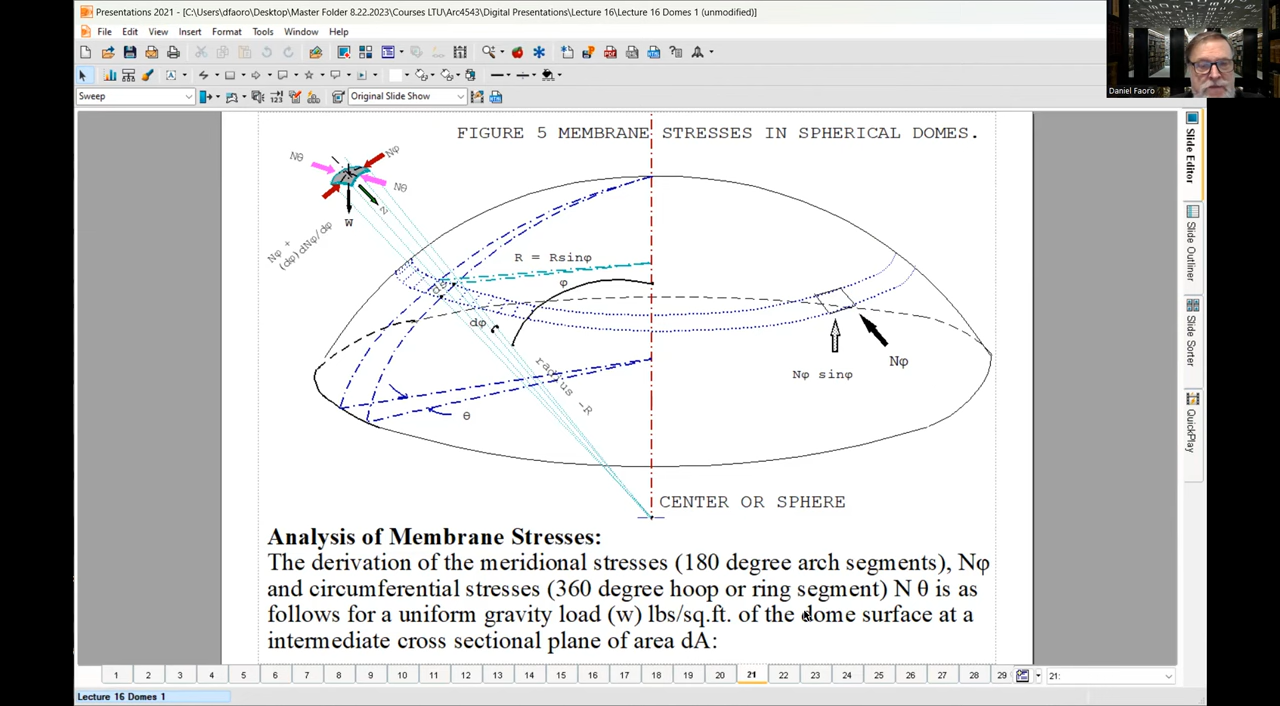 Presentations 2021 - [C:\Users\dfaoro\Desktop\Master Folder 8.22.2023\Courses LTU\Arc4543\Digital Presentations\Lecture 16\Lecture 16 Domes 1 (unmodified)]
File Edit View Insert Format Tools Window Help
Sweep
Original Slide Show
Daniel Faoro
Slide Editor
Slide Outliner
Slide Sorter
QuickPlay
FIGURE 5 MEMBRANE STRESSES IN SPHERICAL DOMES.
Nθ
Nφ
Nθ
N
W
Nφ +
(dφ)dNφ/dφ
R = Rsinφ
φ
ds
dφ
radius -R
θ
Nφ
Nφ sinφ
CENTER OR SPHERE
Analysis of Membrane Stresses:
The derivation of the meridional stresses (180 degree arch segments), Nφ
and circumferential stresses (360 degree hoop or ring segment) N θ is as
follows for a uniform gravity load (w) lbs/sq.ft. of the dome surface at a
intermediate cross sectional plane of area dA:
1 2 3 4 5 6 7 8 9 10 11 12 13 14 15 16 17 18 19 20 21 22 23 24 25 26 27 28 29
21:
Lecture 16 Domes 1